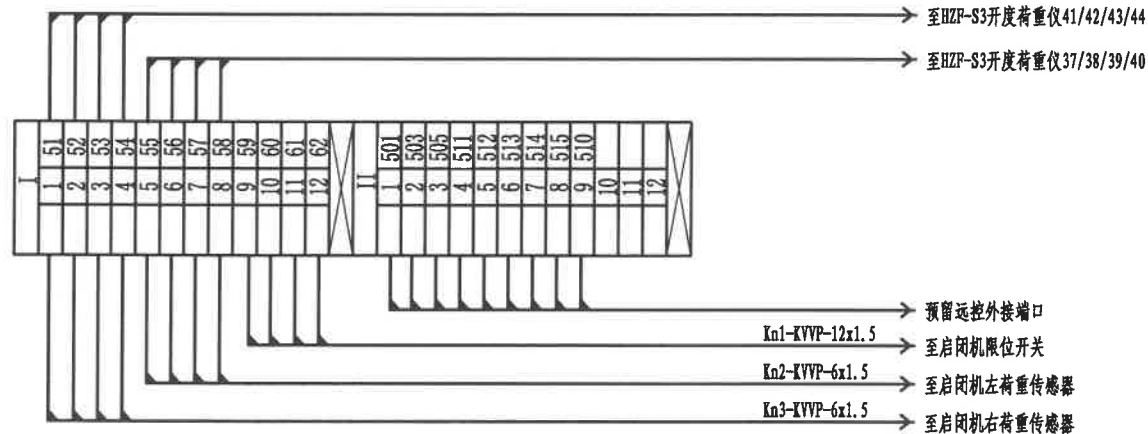 至HZF-S3开度荷重仪41/42/43/44
至HZF-S3开度荷重仪37/38/39/40
I 51 52 53 54 55 56 57 58 59 60 61 62 II 501 503 505 511 512 513 514 515 510
1 2 3 4 5 6 7 8 9 10 11 12 1 2 3 4 5 6 7 8 9 10 11 12
预留远控外接端口
Kn1-KVVP-12x1.5 至启闭机限位开关
Kn2-KVVP-6x1.5 至启闭机左荷重传感器
Kn3-KVVP-6x1.5 至启闭机右荷重传感器